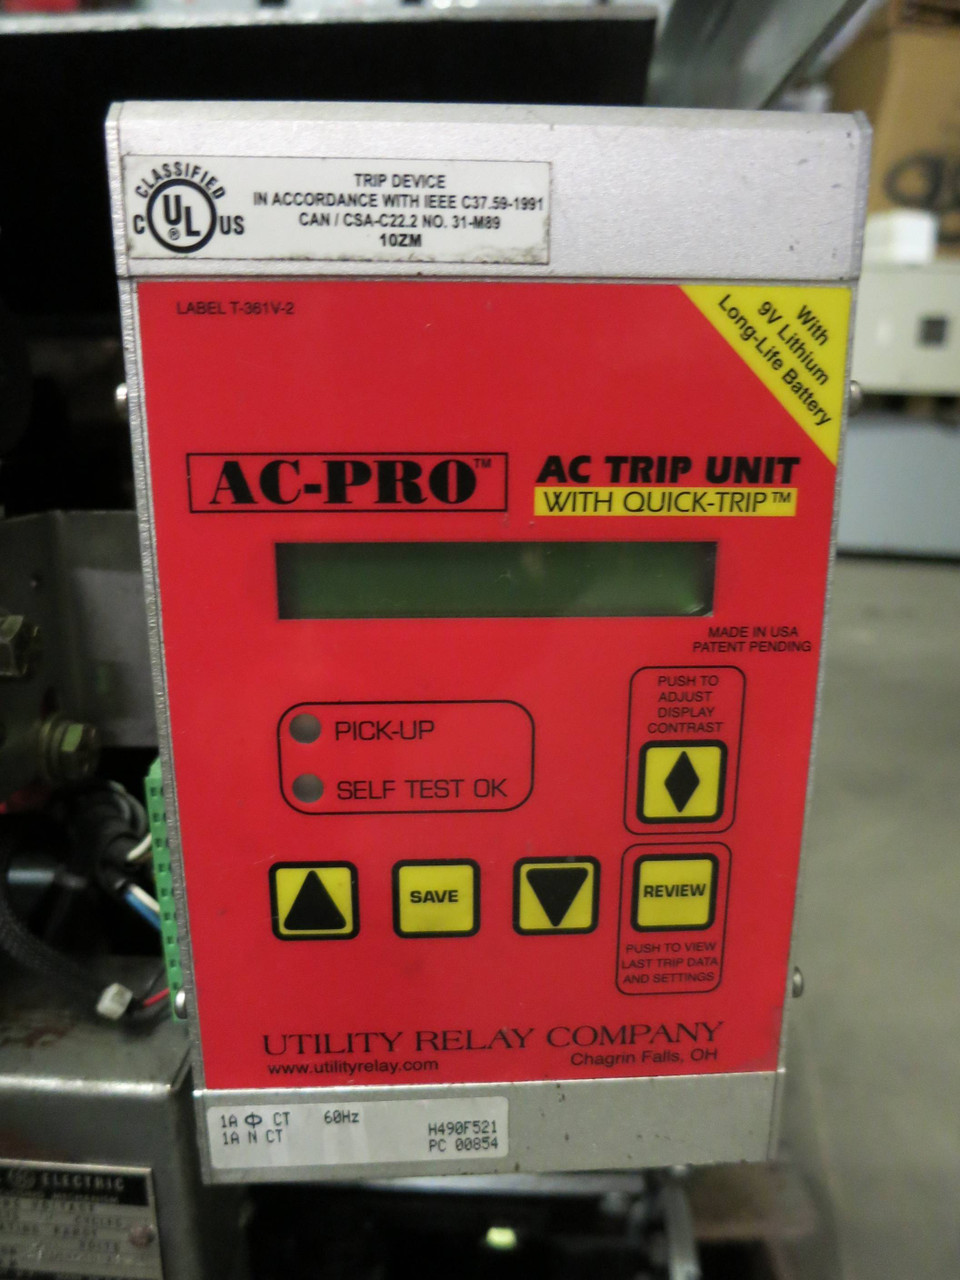 CLASSIFIED
C UL ® US
TRIP DEVICE
IN ACCORDANCE WITH IEEE C37.59-1991
CAN / CSA-C22.2 NO. 31-M89
10ZM
LABEL T-361V-2
With
9V Lithium
Long-Life Battery
AC-PRO™
AC TRIP UNIT
WITH QUICK-TRIP™
MADE IN USA
PATENT PENDING
PICK-UP
SELF TEST OK
PUSH TO
ADJUST
DISPLAY
CONTRAST
SAVE
REVIEW
PUSH TO VIEW
LAST TRIP DATA
AND SETTINGS
UTILITY RELAY COMPANY
www.utilityrelay.com
Chagrin Falls, OH
1A Φ CT 60Hz
1A N CT
H490F521
PC 00854
ELECTRIC